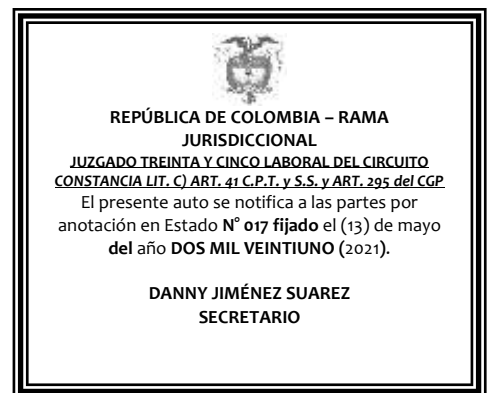 REPÚBLICA DE COLOMBIA – RAMA
JURISDICCIONAL
JUZGADO TREINTA Y CINCO LABORAL DEL CIRCUITO
CONSTANCIA LIT. C) ART. 41 C.P.T. y S.S. y ART. 295 del CGP
El presente auto se notifica a las partes por
anotación en Estado N° 017 fijado el (13) de mayo
del año DOS MIL VEINTIUNO (2021).
DANNY JIMÉNEZ SUAREZ
SECRETARIO